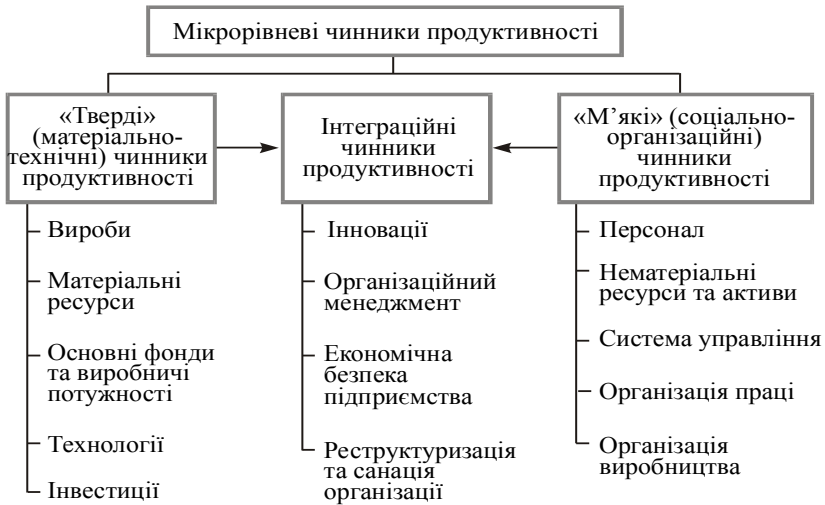 Мікрорівневі чинники продуктивності
«Тверді»
(матеріально-
технічні) чинники
продуктивності
Інтеграційні
чинники
продуктивності
«М’які» (соціально-
організаційні)
чинники
продуктивності
Вироби
Матеріальні
ресурси
Основні фонди
та виробничі
потужності
Технології
Інвестиції
Інновації
Організаційний
менеджмент
Економічна
безпека
підприємства
Реструктуризація
та санація
організації
Персонал
Нематеріальні
ресурси та активи
Система управління
Організація праці
Організація
виробництва